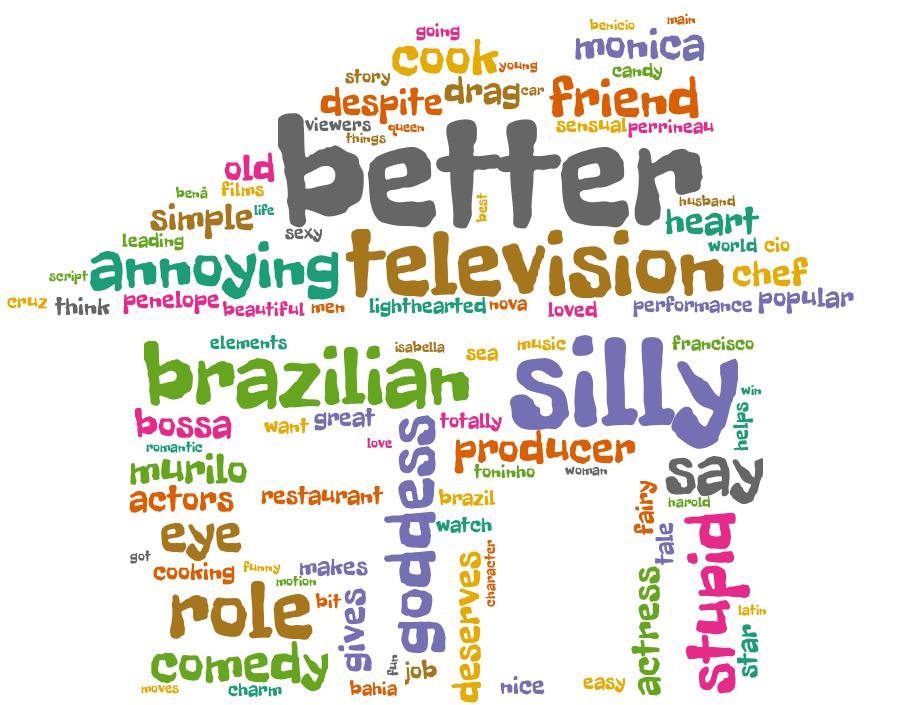 going
benicio
main
cook
young
monica
story
candy
despite
drag
car
friend
viewers
queen
things
sensual
perrineau
better
old
benã
films
simple
life
best
husband
heart
sexy
leading
world
cio
script
annoying
television
chef
cruz
think
penelope
beautiful
men
lighthearted
nova
loved
performance
popular
elements
isabella
sea
music
francisco
brazilian
silly
win
bossa
want
great
totally
helps
romantic
love
producer
murilo
toninho
woman
say
actors
restaurant
brazil
harold
goddess
fairy
eye
watch
tale
stupid
got
cooking
funny
makes
motion
character
role
bit
gives
deserves
actress
latin
star
comedy
fun
job
moves
charm
bahia
nice
easy